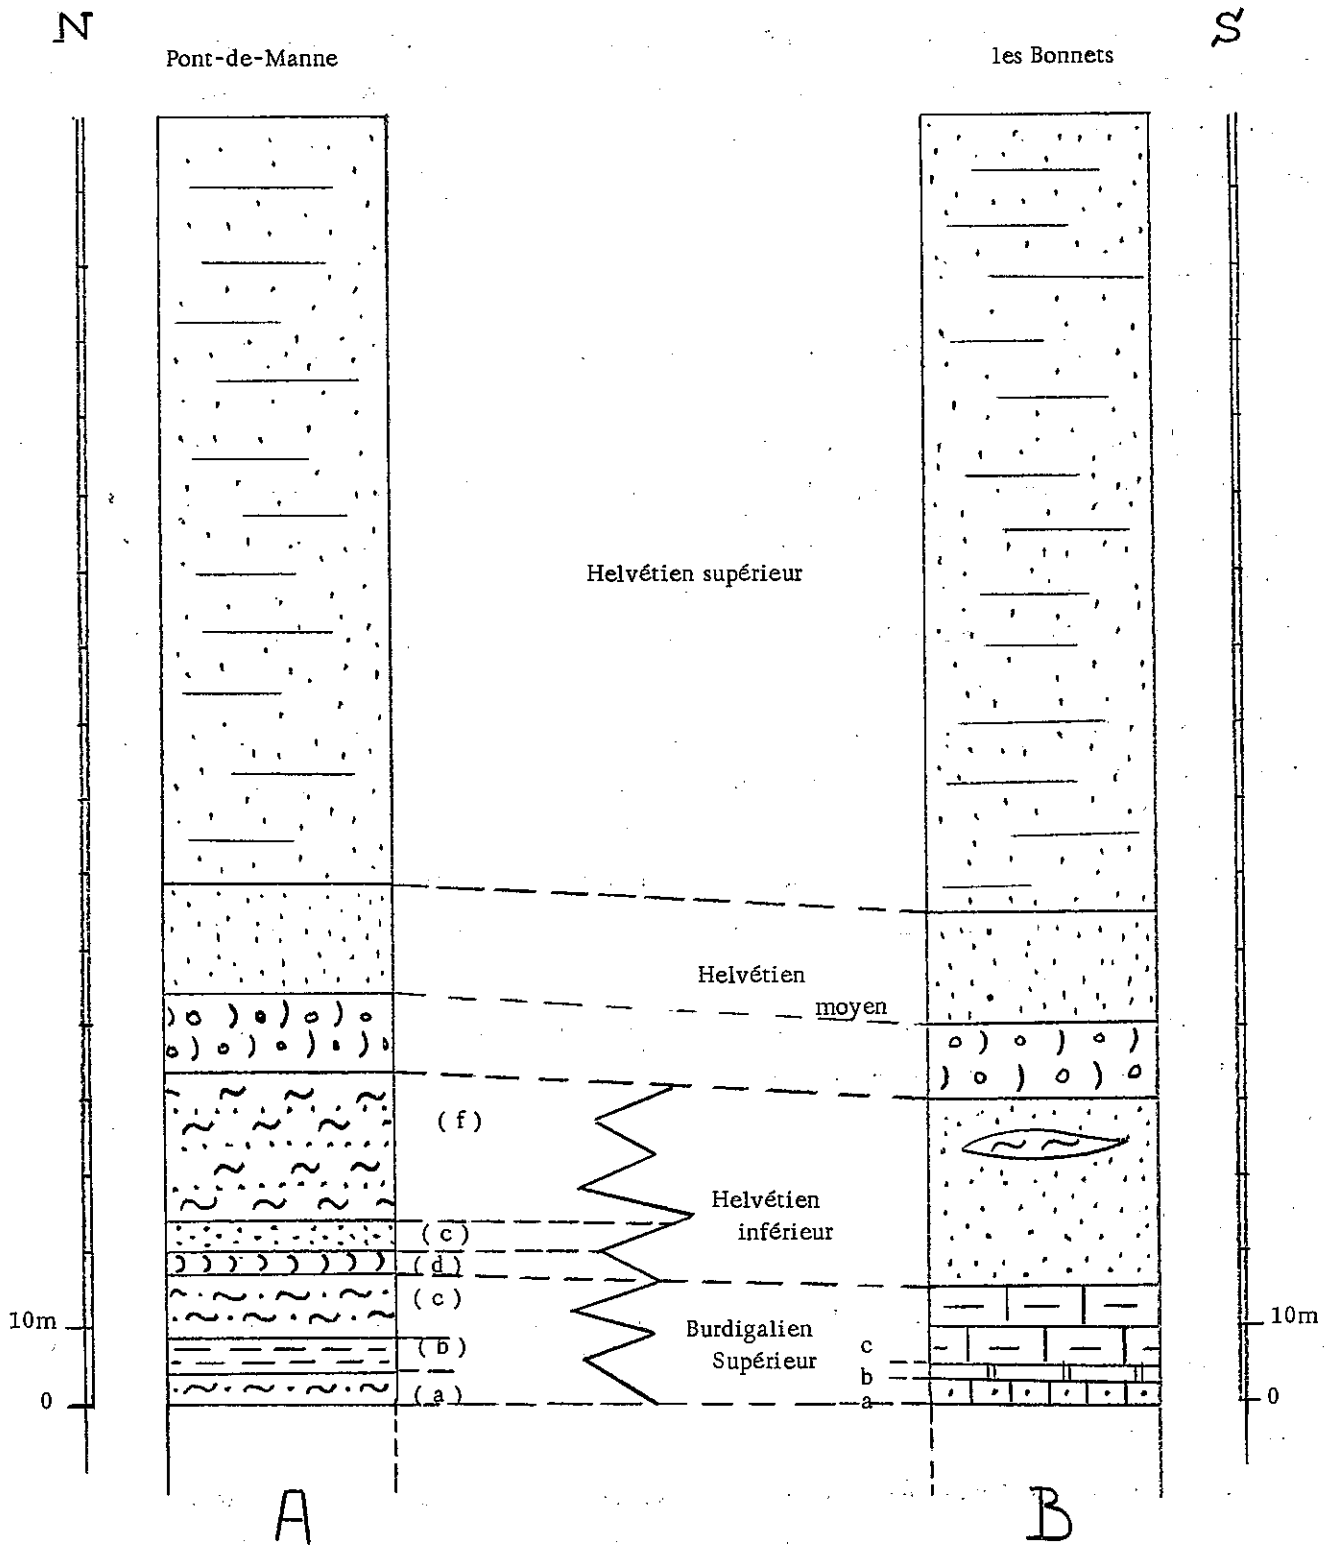 N
S
Pont-de-Manne
les Bonnets
Helvétien supérieur
Helvétien
moyen
(f)
Helvétien
inférieur
(c)
(d)
(c)
10m
10m
Burdigalien
Supérieur
(b)
c
b
(a)
a
0
0
A
B